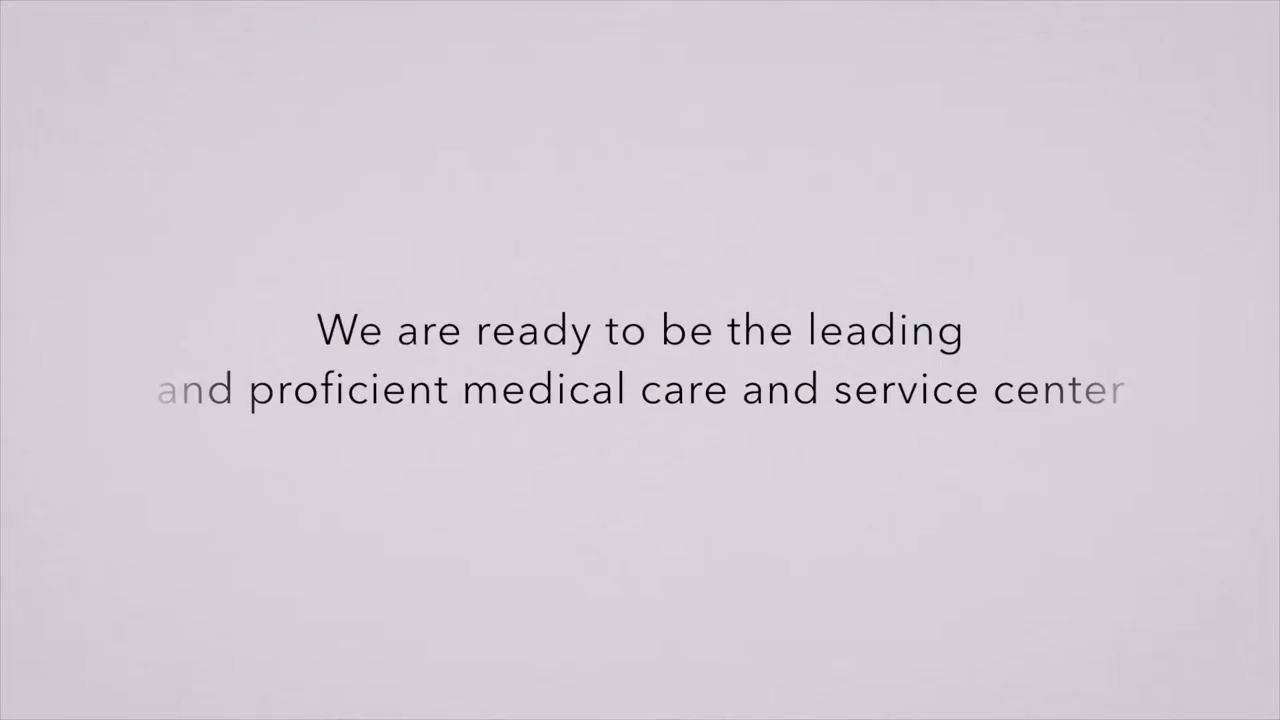 We are ready to be the leading
and proficient medical care and service center